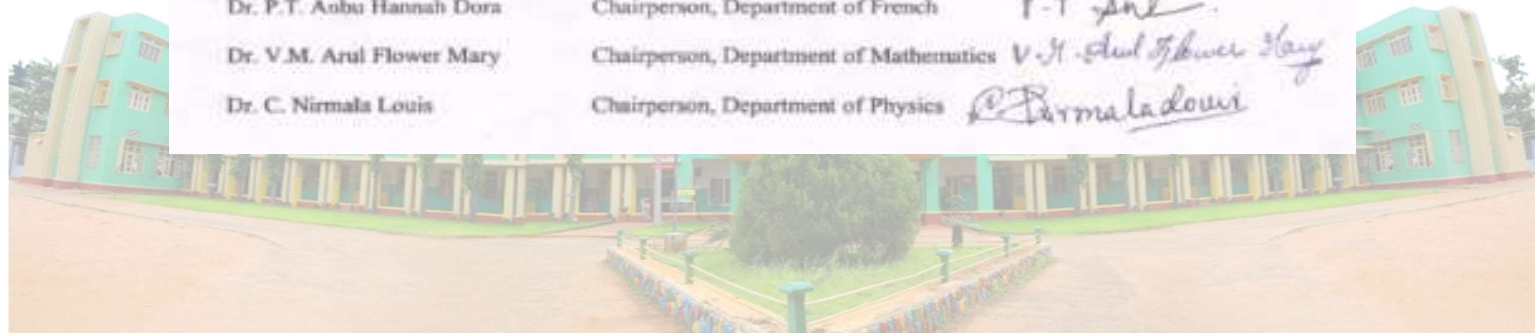 Dr. P.T. Anbu Hannah Dora Chairperson, Department of French P-T
Dr. V.M. Arul Flower Mary Chairperson, Department of Mathematics V.M. Arul Flower Mary
Dr. C. Nirmala Louis Chairperson, Department of Physics C. Nirmala Louis